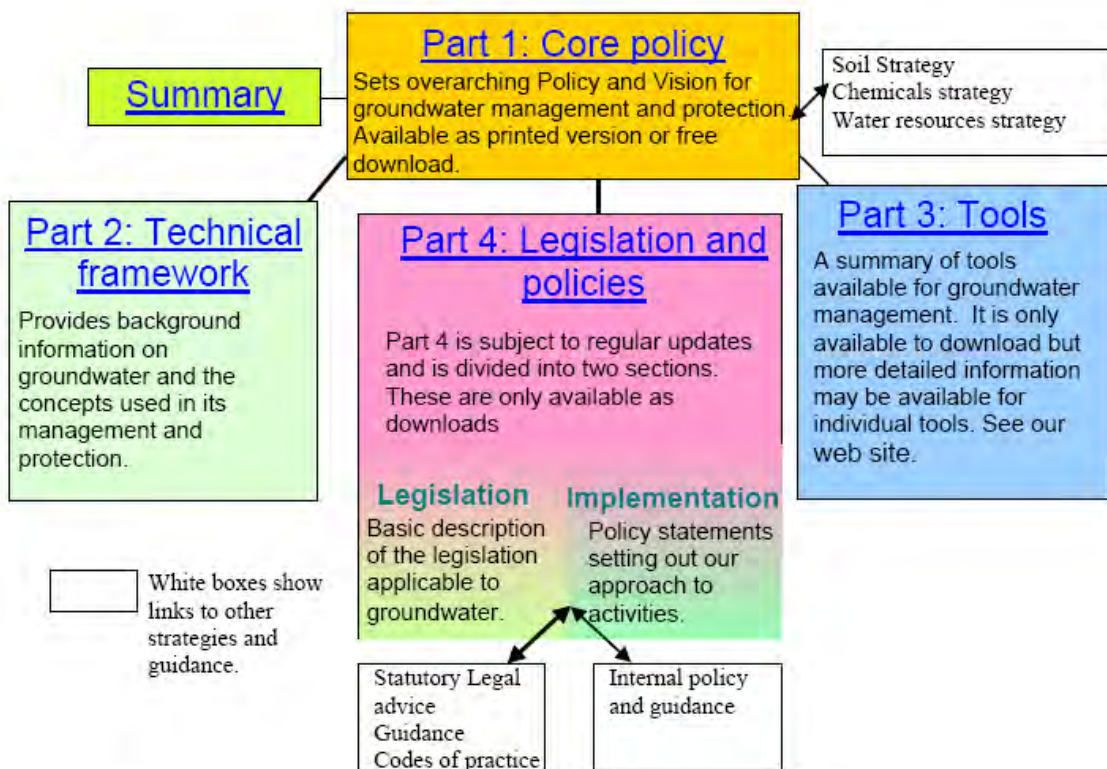 Part 1: Core policy
Sets overarching Policy and Vision for
groundwater management and protection.
Available as printed version or free
download.
Summary
Soil Strategy
Chemicals strategy
Water resources strategy
Part 2: Technical
framework
Provides background
information on
groundwater and the
concepts used in its
management and
protection.
Part 4: Legislation and
policies
Part 4 is subject to regular updates
and is divided into two sections.
These are only available as
downloads
Legislation
Basic description
of the legislation
applicable to
groundwater.
Implementation
Policy statements
setting out our
approach to
activities.
Part 3: Tools
A summary of tools
available for groundwater
management. It is only
available to download but
more detailed information
may be available for
individual tools. See our
web site.
White boxes show
links to other
strategies and
guidance.
Statutory Legal
advice
Guidance
Codes of practice
Internal policy
and guidance